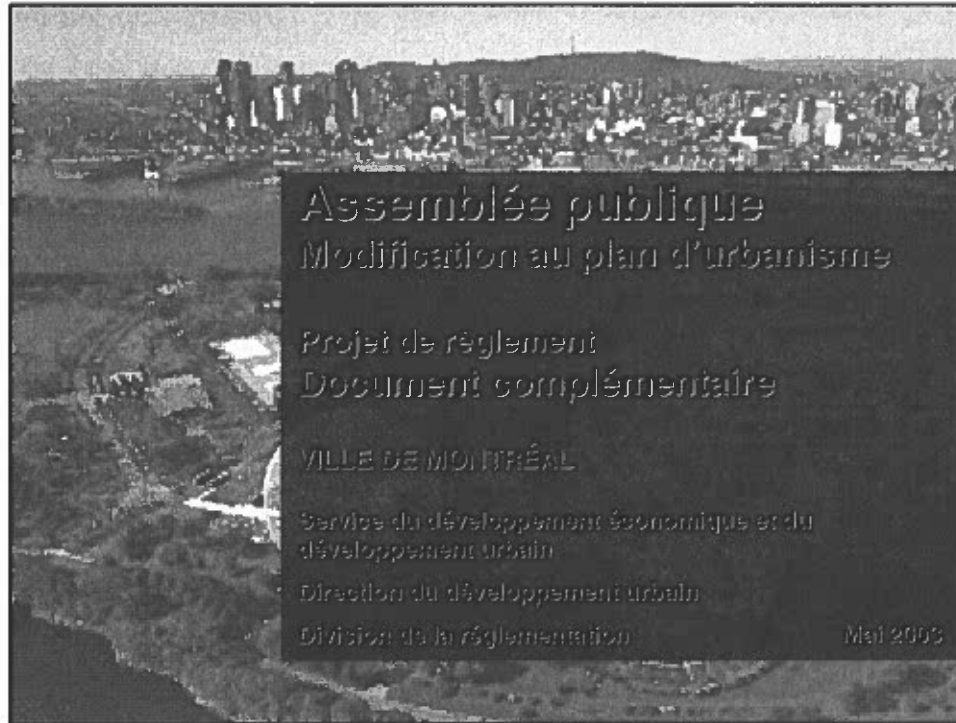 Assemblée publique
Modification au plan d'urbanisme
Projet de règlement
Document complémentaire
VILLE DE MONTRÉAL
Service du développement économique et du
développement urbain
Direction du développement urbain
Division de la réglementation
Mai 2003